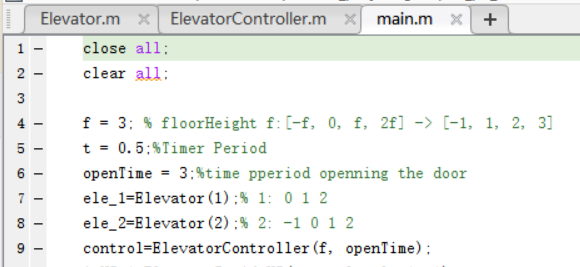 Elevator.m × ElevatorController.m × main.m × +
1 – close all;
2 – clear all;
3
4 – f = 3; % floorHeight f:[-f, 0, f, 2f] -> [-1, 1, 2, 3]
5 – t = 0.5;%Timer Period
6 – openTime = 3;%time pperiod openning the door
7 – ele_1=Elevator(1);% 1: 0 1 2
8 – ele_2=Elevator(2);% 2: -1 0 1 2
9 – control=ElevatorController(f, openTime);